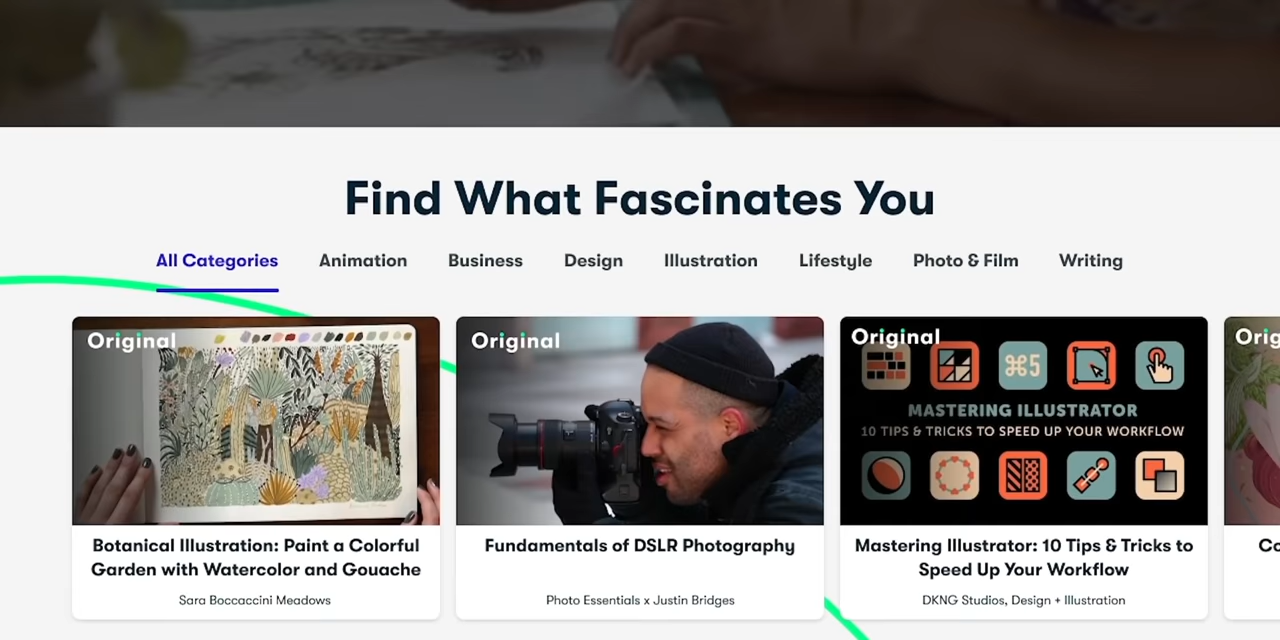 Find What Fascinates You
All Categories Animation Business Design Illustration Lifestyle Photo & Film Writing
Original
Original
Original
Orig
⌘5
MASTERING ILLUSTRATOR
10 TIPS & TRICKS TO SPEED UP YOUR WORKFLOW
Botanical Illustration: Paint a Colorful
Garden with Watercolor and Gouache
Sara Boccaccini Meadows
Fundamentals of DSLR Photography
Photo Essentials x Justin Bridges
Mastering Illustrator: 10 Tips & Tricks to
Speed Up Your Workflow
DKNG Studios, Design + Illustration
Co